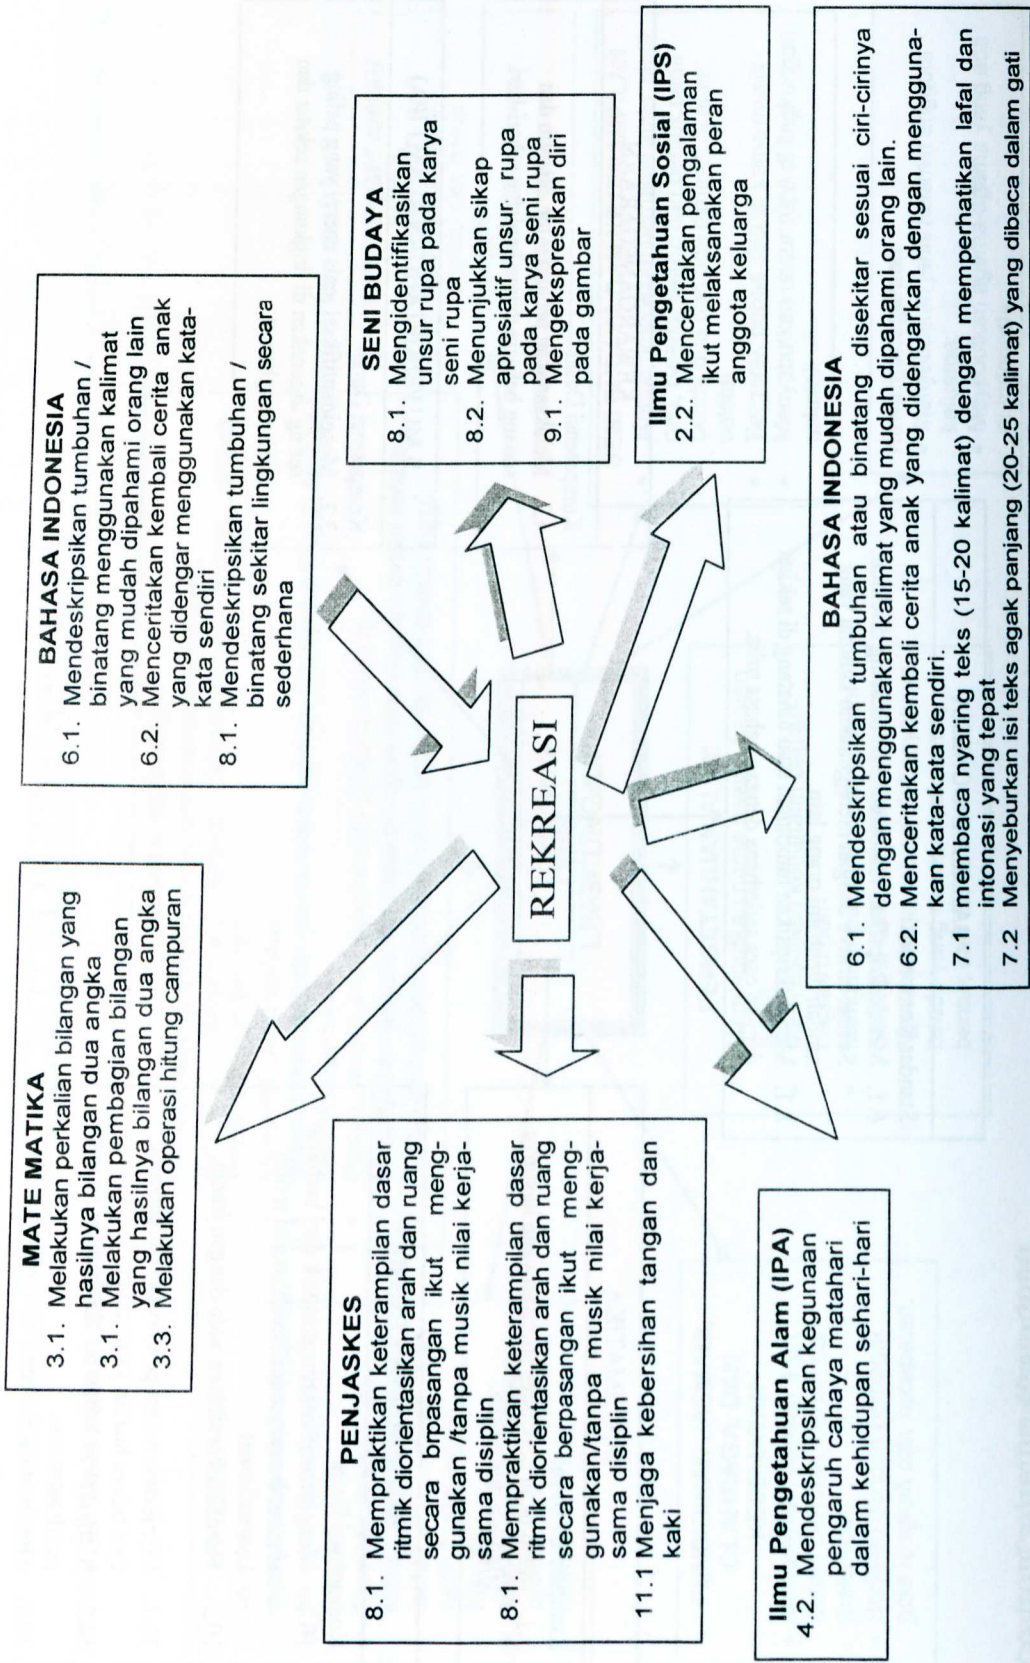 MATE MATIKA
3.1. Melakukan perkalian bilangan yang
hasilnya bilangan dua angka
3.1. Melakukan pembagian bilangan
yang hasilnya bilangan dua angka
3.3. Melakukan operasi hitung campuran
BAHASA INDONESIA
6.1. Mendeskripsikan tumbuhan /
binatang menggunakan kalimat
yang mudah dipahami orang lain
6.2. Menceritakan kembali cerita anak
yang didengar menggunakan kata-
kata sendiri
8.1. Mendeskripsikan tumbuhan /
binatang sekitar lingkungan secara
sederhana
PENJASKES
8.1. Mempraktikan keterampilan dasar
ritmik diorientasikan arah dan ruang
secara brpasangan ikut meng-
gunakan /tanpa musik nilai kerja-
sama disiplin
8.1. Mempraktikan keterampilan dasar
ritmik diorientasikan arah dan ruang
secara berpasangan ikut meng-
gunakan/tanpa musik nilai kerja-
sama disiplin
11.1 Menjaga kebersihan tangan dan
kaki
REKREASI
SENI BUDAYA
8.1. Mengidentifikasikan
unsur rupa pada karya
seni rupa
8.2. Menunjukkan sikap
apresiatif unsur rupa
pada karya seni rupa
9.1 Mengekspresikan diri
pada gambar
Ilmu Pengetahuan Sosial (IPS)
2.2. Menceritakan pengalaman
ikut melaksanakan peran
anggota keluarga
Ilmu Pengetahuan Alam (IPA)
4.2. Mendeskripsikan kegunaan
pengaruh cahaya matahari
dalam kehidupan sehari-hari
BAHASA INDONESIA
6.1. Mendeskripsikan tumbuhan atau binatang disekitar sesuai ciri-cirinya
dengan menggunakan kalimat yang mudah dipahami orang lain.
6.2. Menceritakan kembali cerita anak yang didengarkan dengan mengguna-
kan kata-kata sendiri.
7.1 membaca nyaring teks (15-20 kalimat) dengan memperhatikan lafal dan
intonasi yang tepat
7.2 Menyeburkan isi teks agak panjang (20-25 kalimat) yang dibaca dalam gati